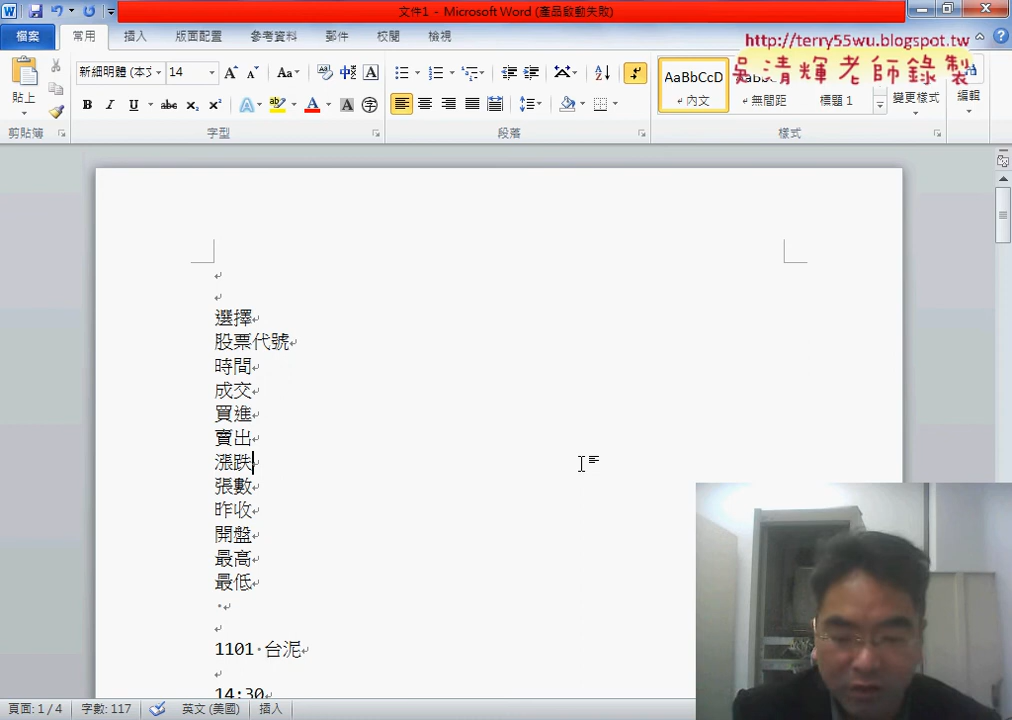 文件1 - Microsoft Word (產品啟動失敗)
檔案 常用 插入 版面配置 參考資料 郵件 校閱 檢視
http://terry55wu.blogspot.tw
吳清輝老師錄製
貼上
新細明體 (本文 14
AaBbCcD
內文 無間距 標題 1
變更樣式 編輯
剪貼簿 字型 段落 樣式
選擇
股票代號
時間
成交
買進
賣出
漲跌
張數
昨收
開盤
最高
最低
1101 台泥
14:30
頁面: 1 / 4 字數: 117 英文 (美國) 插入